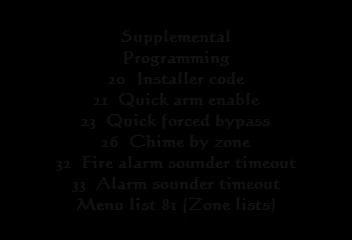 Supplemental
Programming
20 Installer code
21 Quick arm enable
23 Quick forced bypass
26 Chime by zone
32 Fire alarm sounder timeout
33 Alarm sounder timeout
Menu list 81 (Zone lists)